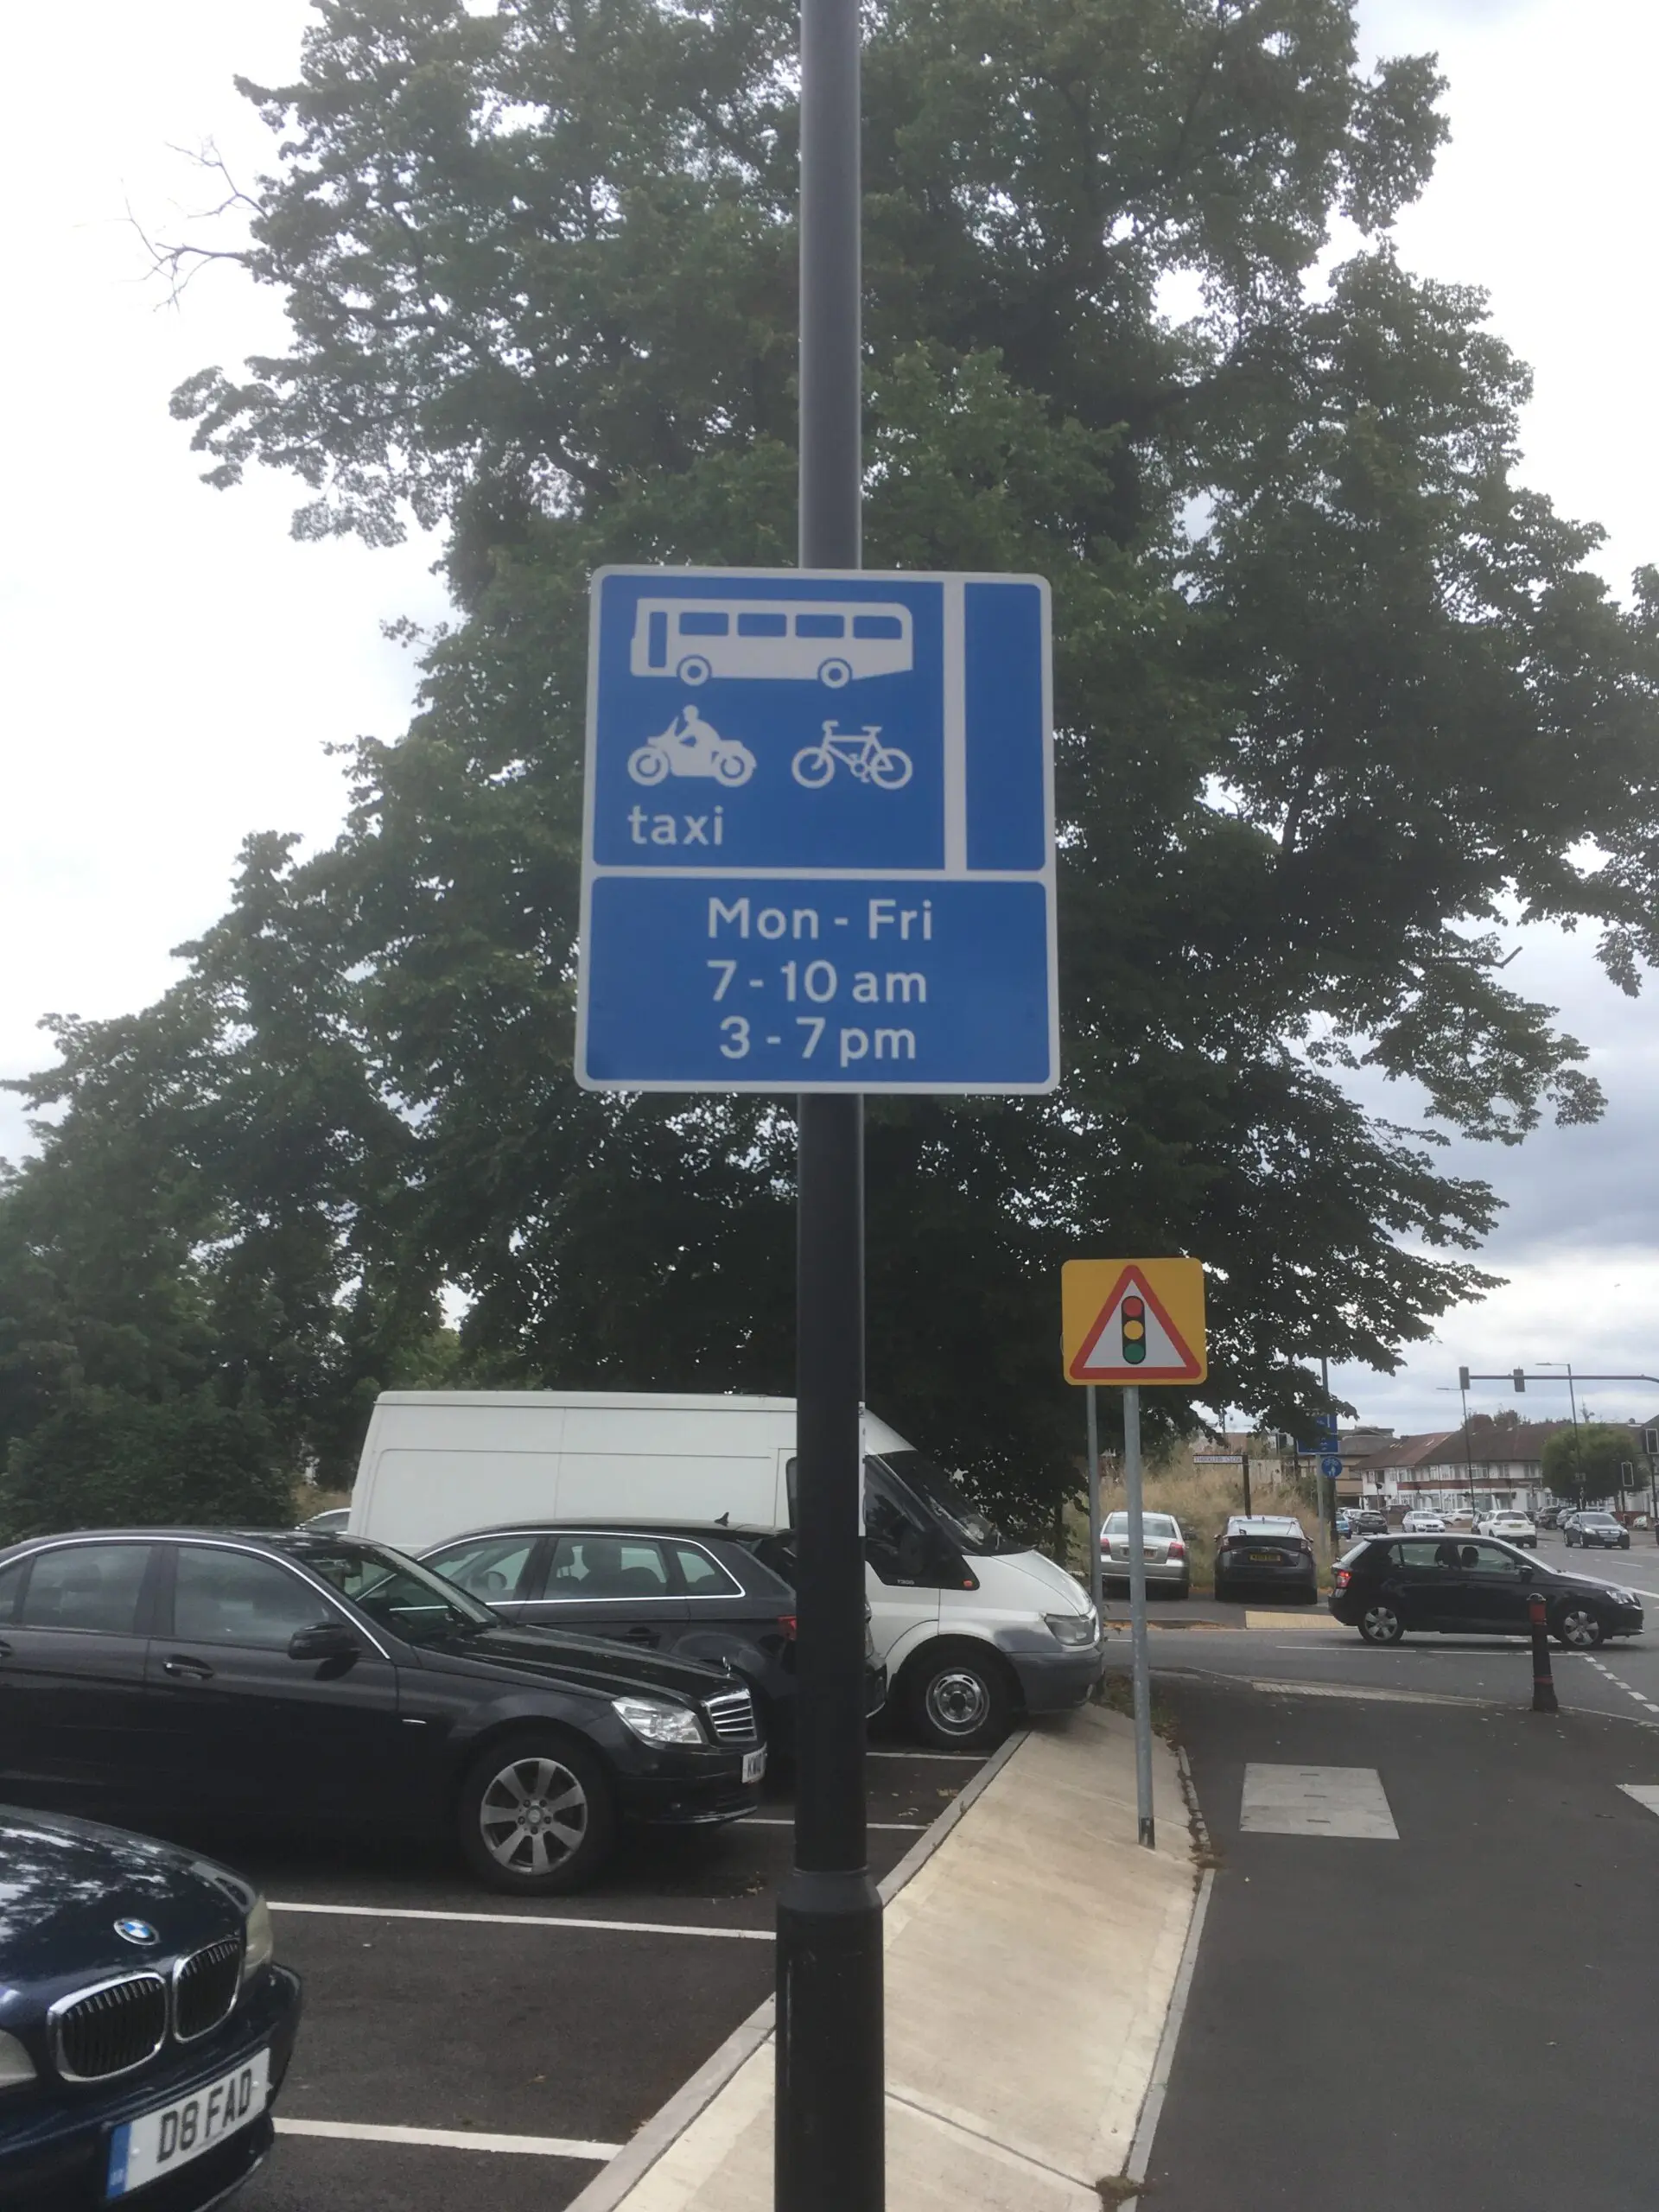 taxi
Mon - Fri
7 - 10 am
3 - 7 pm
D8 FAD